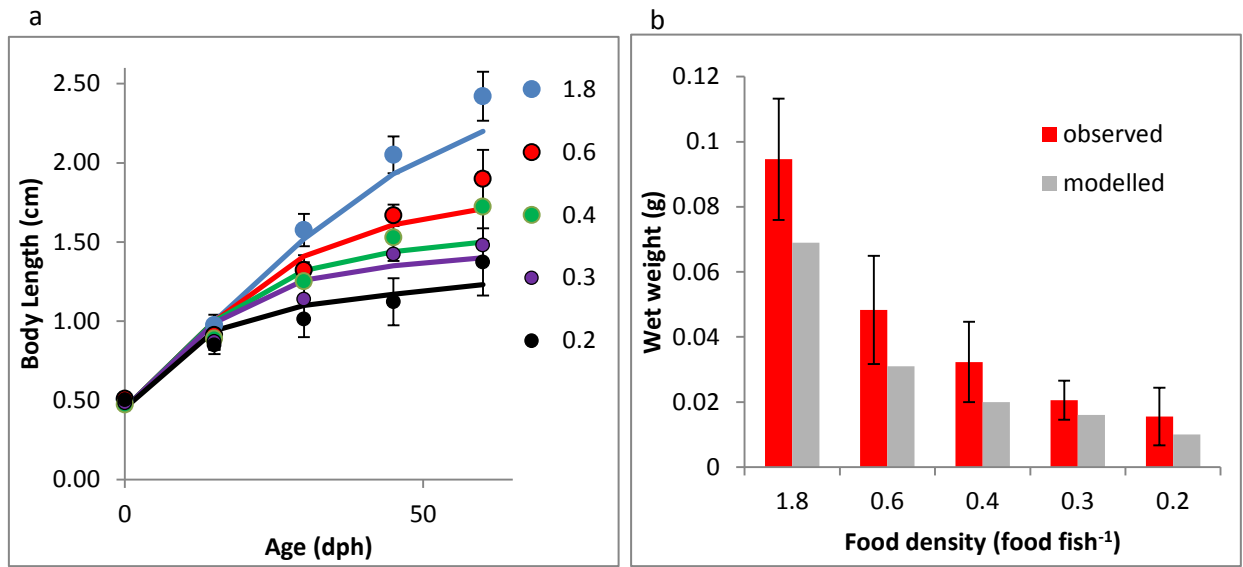 a
2.50
2.00
1.50
1.00
0.50
0.00
0
50
Body Length (cm)
Age (dph)
1.8
0.6
0.4
0.3
0.2
b
0.12
0.1
0.08
0.06
0.04
0.02
0
Wet weight (g)
observed
modelled
1.8 0.6 0.4 0.3 0.2
Food density (food fish⁻¹)